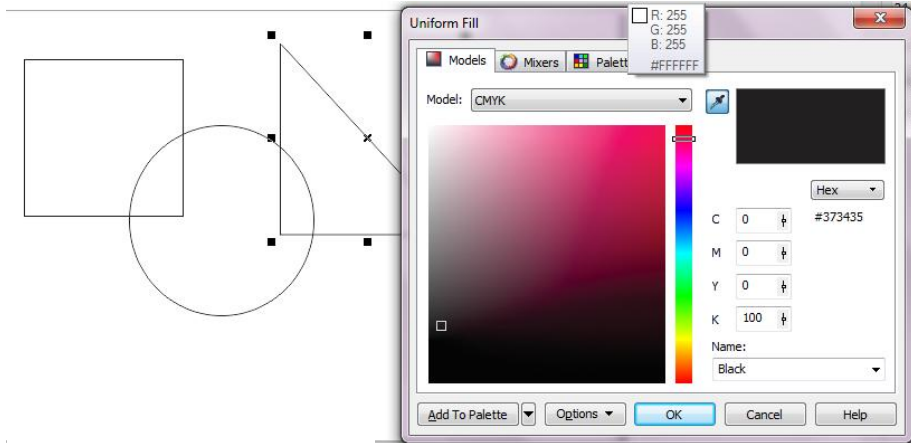 Uniform Fill
R: 255
G: 255
B: 255
#FFFFFF
Models
Mixers
Model: CMYK
Hex
#373435
C 0
M 0
Y 0
K 100
Name:
Black
Add To Palette
Options
OK
Cancel
Help